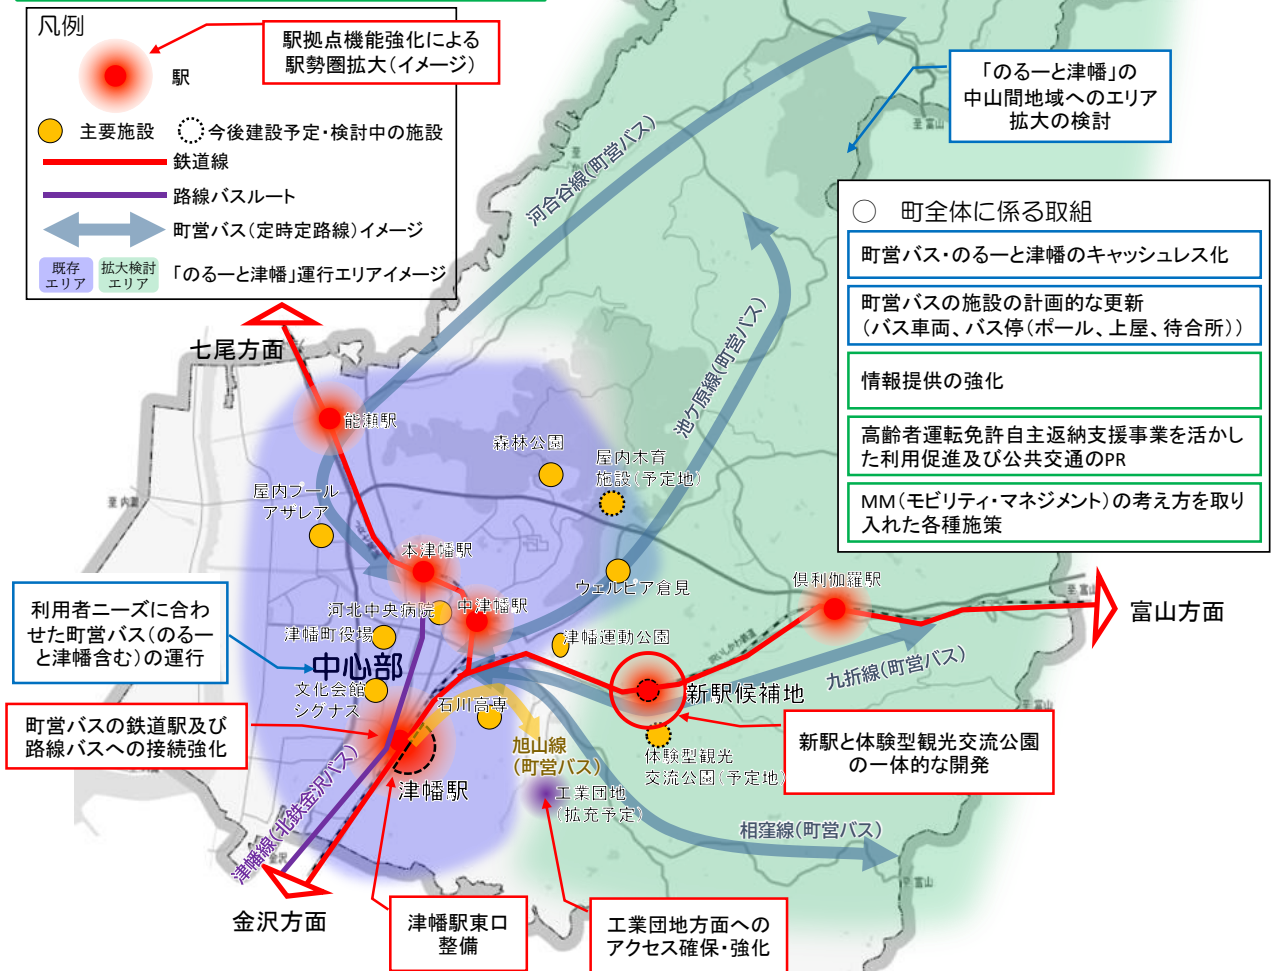 凡例
駅
主要施設
今後建設予定・検討中の施設
鉄道線
路線バスルート
町営バス(定時定路線)イメージ
既存
エリア
拡大検討
エリア
「のるーと津幡」運行エリアイメージ
駅拠点機能強化による
駅勢圏拡大(イメージ)
「のるーと津幡」の
中山間地域へのエリア
拡大の検討
○ 町全体に係る取組
町営バス・のるーと津幡のキャッシュレス化
町営バスの施設の計画的な更新
(バス車両、バス停(ポール、上屋、待合所))
情報提供の強化
高齢者運転免許自主返納支援事業を活かし
た利用促進及び公共交通のPR
MM(モビリティ・マネジメント)の考え方を取り
入れた各種施策
至 富山
河合谷線(町営バス)
池ケ原線(町営バス)
七尾方面
能瀬駅
森林公園
屋内木育
施設(予定地)
屋内プール
アザレア
至 内灘
本津幡駅
ウェルピア倉見
倶利伽羅駅
至 富山
富山方面
河北中央病院
中津幡駅
津幡町役場
津幡運動公園
中心部
文化会館
シグナス
石川高専
新駅候補地
九折線(町営バス)
利用者ニーズに合わ
せた町営バス(のるー
と津幡含む)の運行
町営バスの鉄道駅及び
路線バスへの接続強化
旭山線
(町営バス)
体験型観光
交流公園(予定地)
新駅と体験型観光交流公園
の一体的な開発
至 富山
津幡駅
工業団地
(拡充予定)
相窪線(町営バス)
津幡線(北鉄金沢バス)
至 金沢
至 富山
金沢方面
津幡駅東口
整備
工業団地方面への
アクセス確保・強化